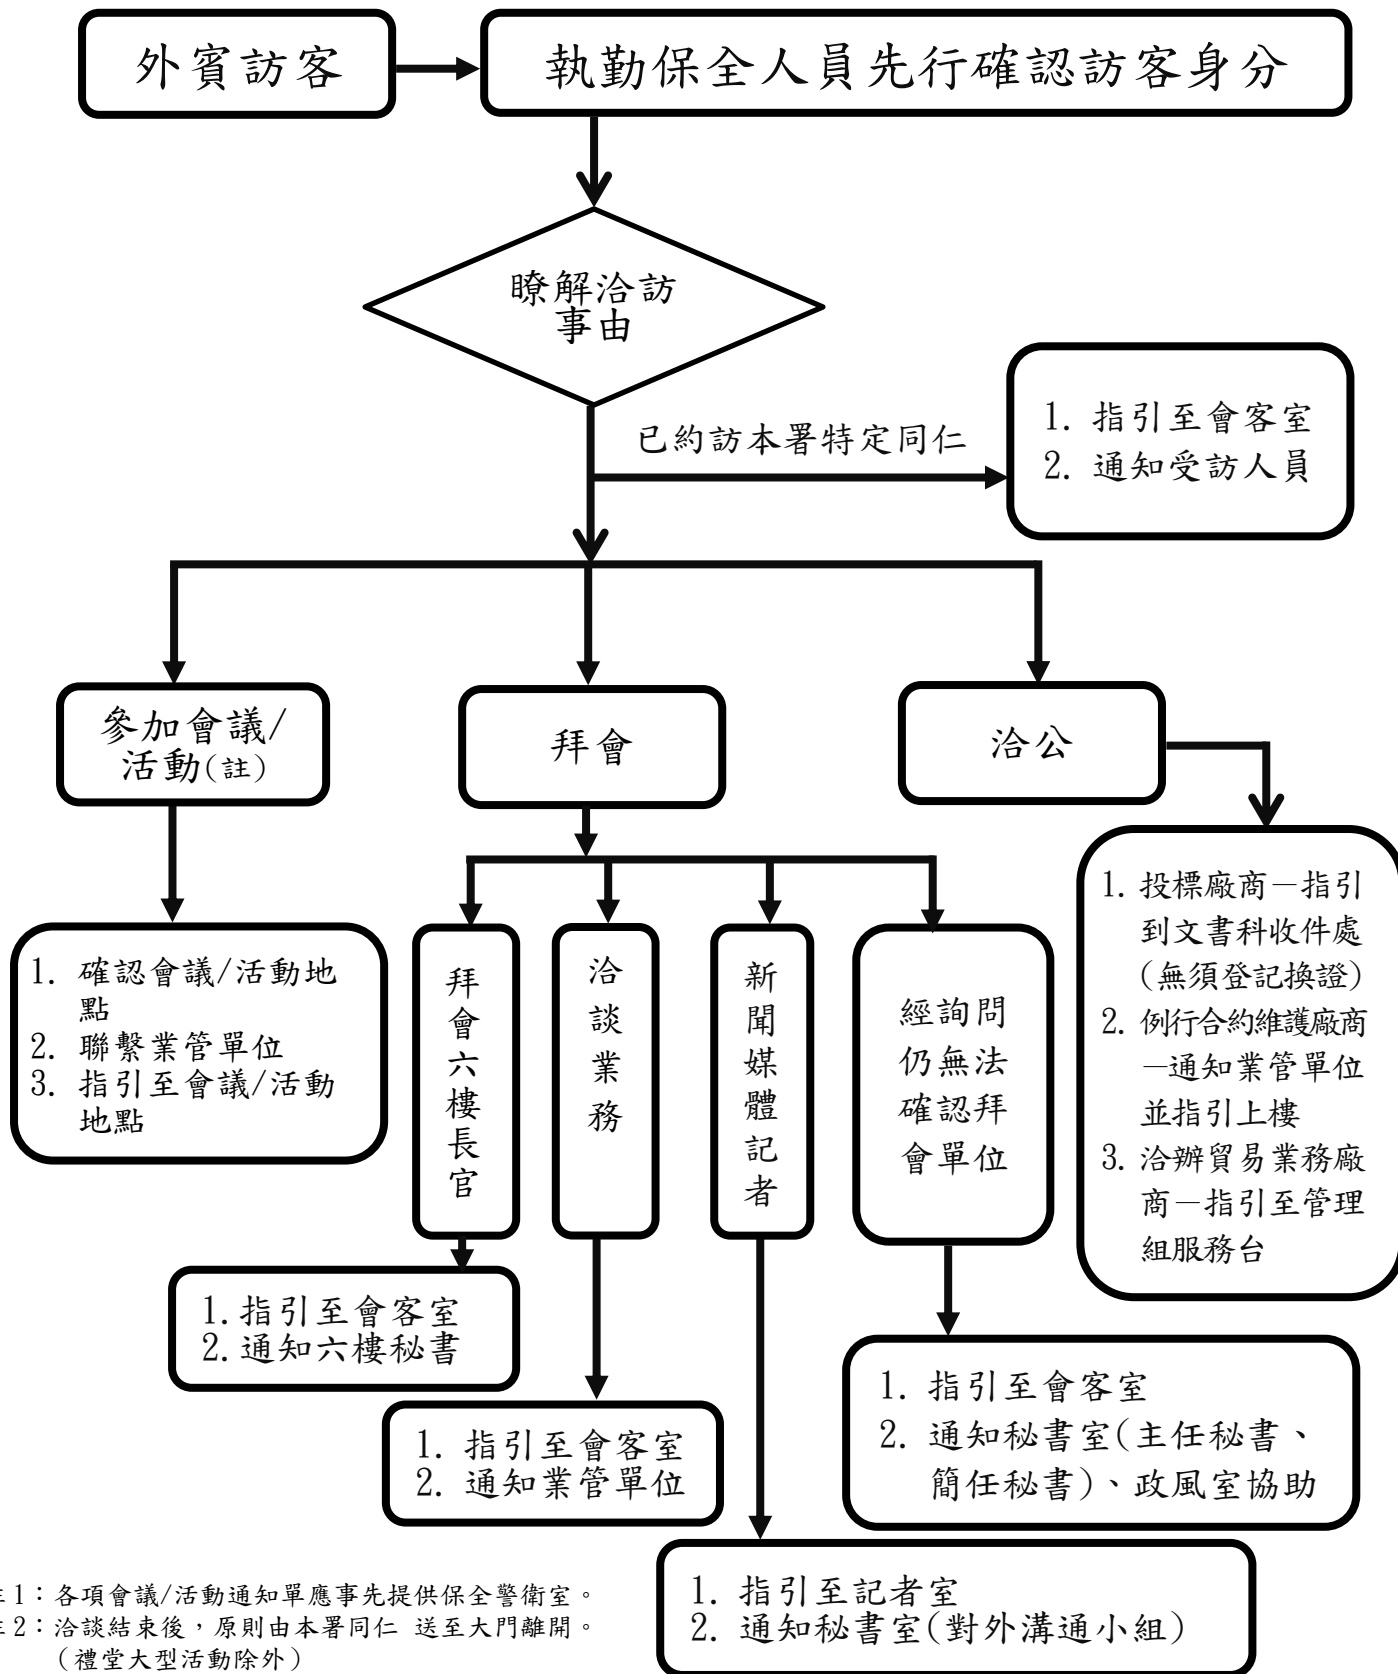 外賓訪客
執勤保全人員先行確認訪客身分
瞭解洽訪
事由
已約訪本署特定同仁
1. 指引至會客室
2. 通知受訪人員
參加會議/
活動(註)
拜會
洽公
1. 確認會議/活動地
點
2. 聯繫業管單位
3. 指引至會議/活動
地點
拜會六樓長官
洽談業務
新聞媒體記者
經詢問
仍無法
確認拜
會單位
1. 投標廠商－指引
到文書科收件處
(無須登記換證)
2. 例行合約維護廠商
－通知業管單位
並指引上樓
3. 洽辦貿易業務廠
商－指引至管理
組服務台
1. 指引至會客室
2. 通知六樓秘書
1. 指引至會客室
2. 通知業管單位
1. 指引至會客室
2. 通知秘書室(主任秘書、
簡任秘書)、政風室協助
1. 指引至記者室
2. 通知秘書室(對外溝通小組)
1：各項會議/活動通知單應事先提供保全警衛室。
2：洽談結束後，原則由本署同仁 送至大門離開。
（禮堂大型活動除外）